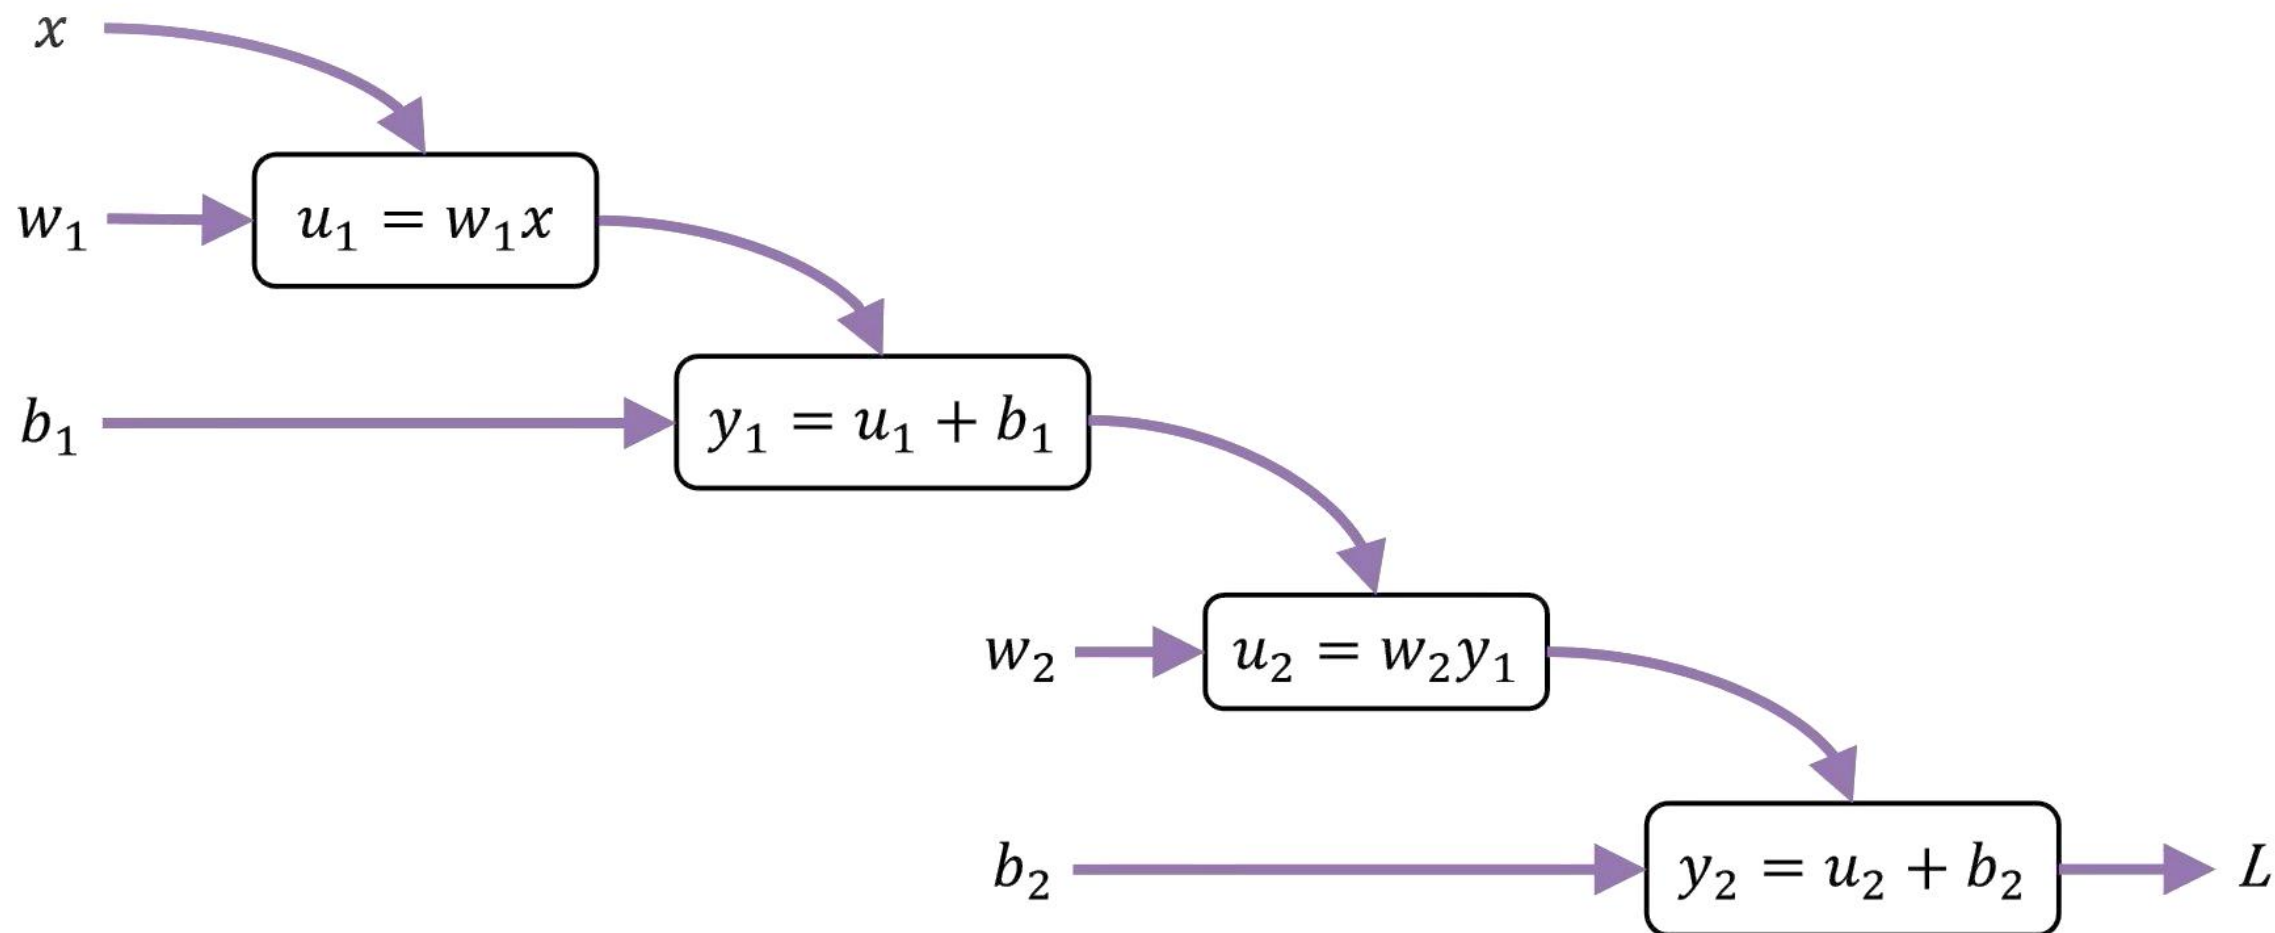 x
w₁
u₁ = w₁x
b₁
y₁ = u₁ + b₁
w₂
u₂ = w₂y₁
b₂
y₂ = u₂ + b₂
L